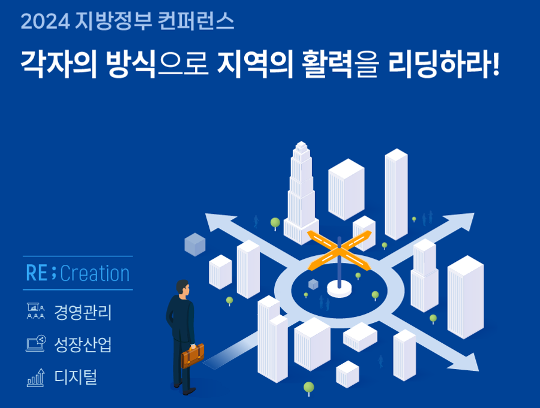 2024 지방정부 컨퍼런스
각자의 방식으로 지역의 활력을 리딩하라!
RE;Creation
경영관리
성장산업
디지털